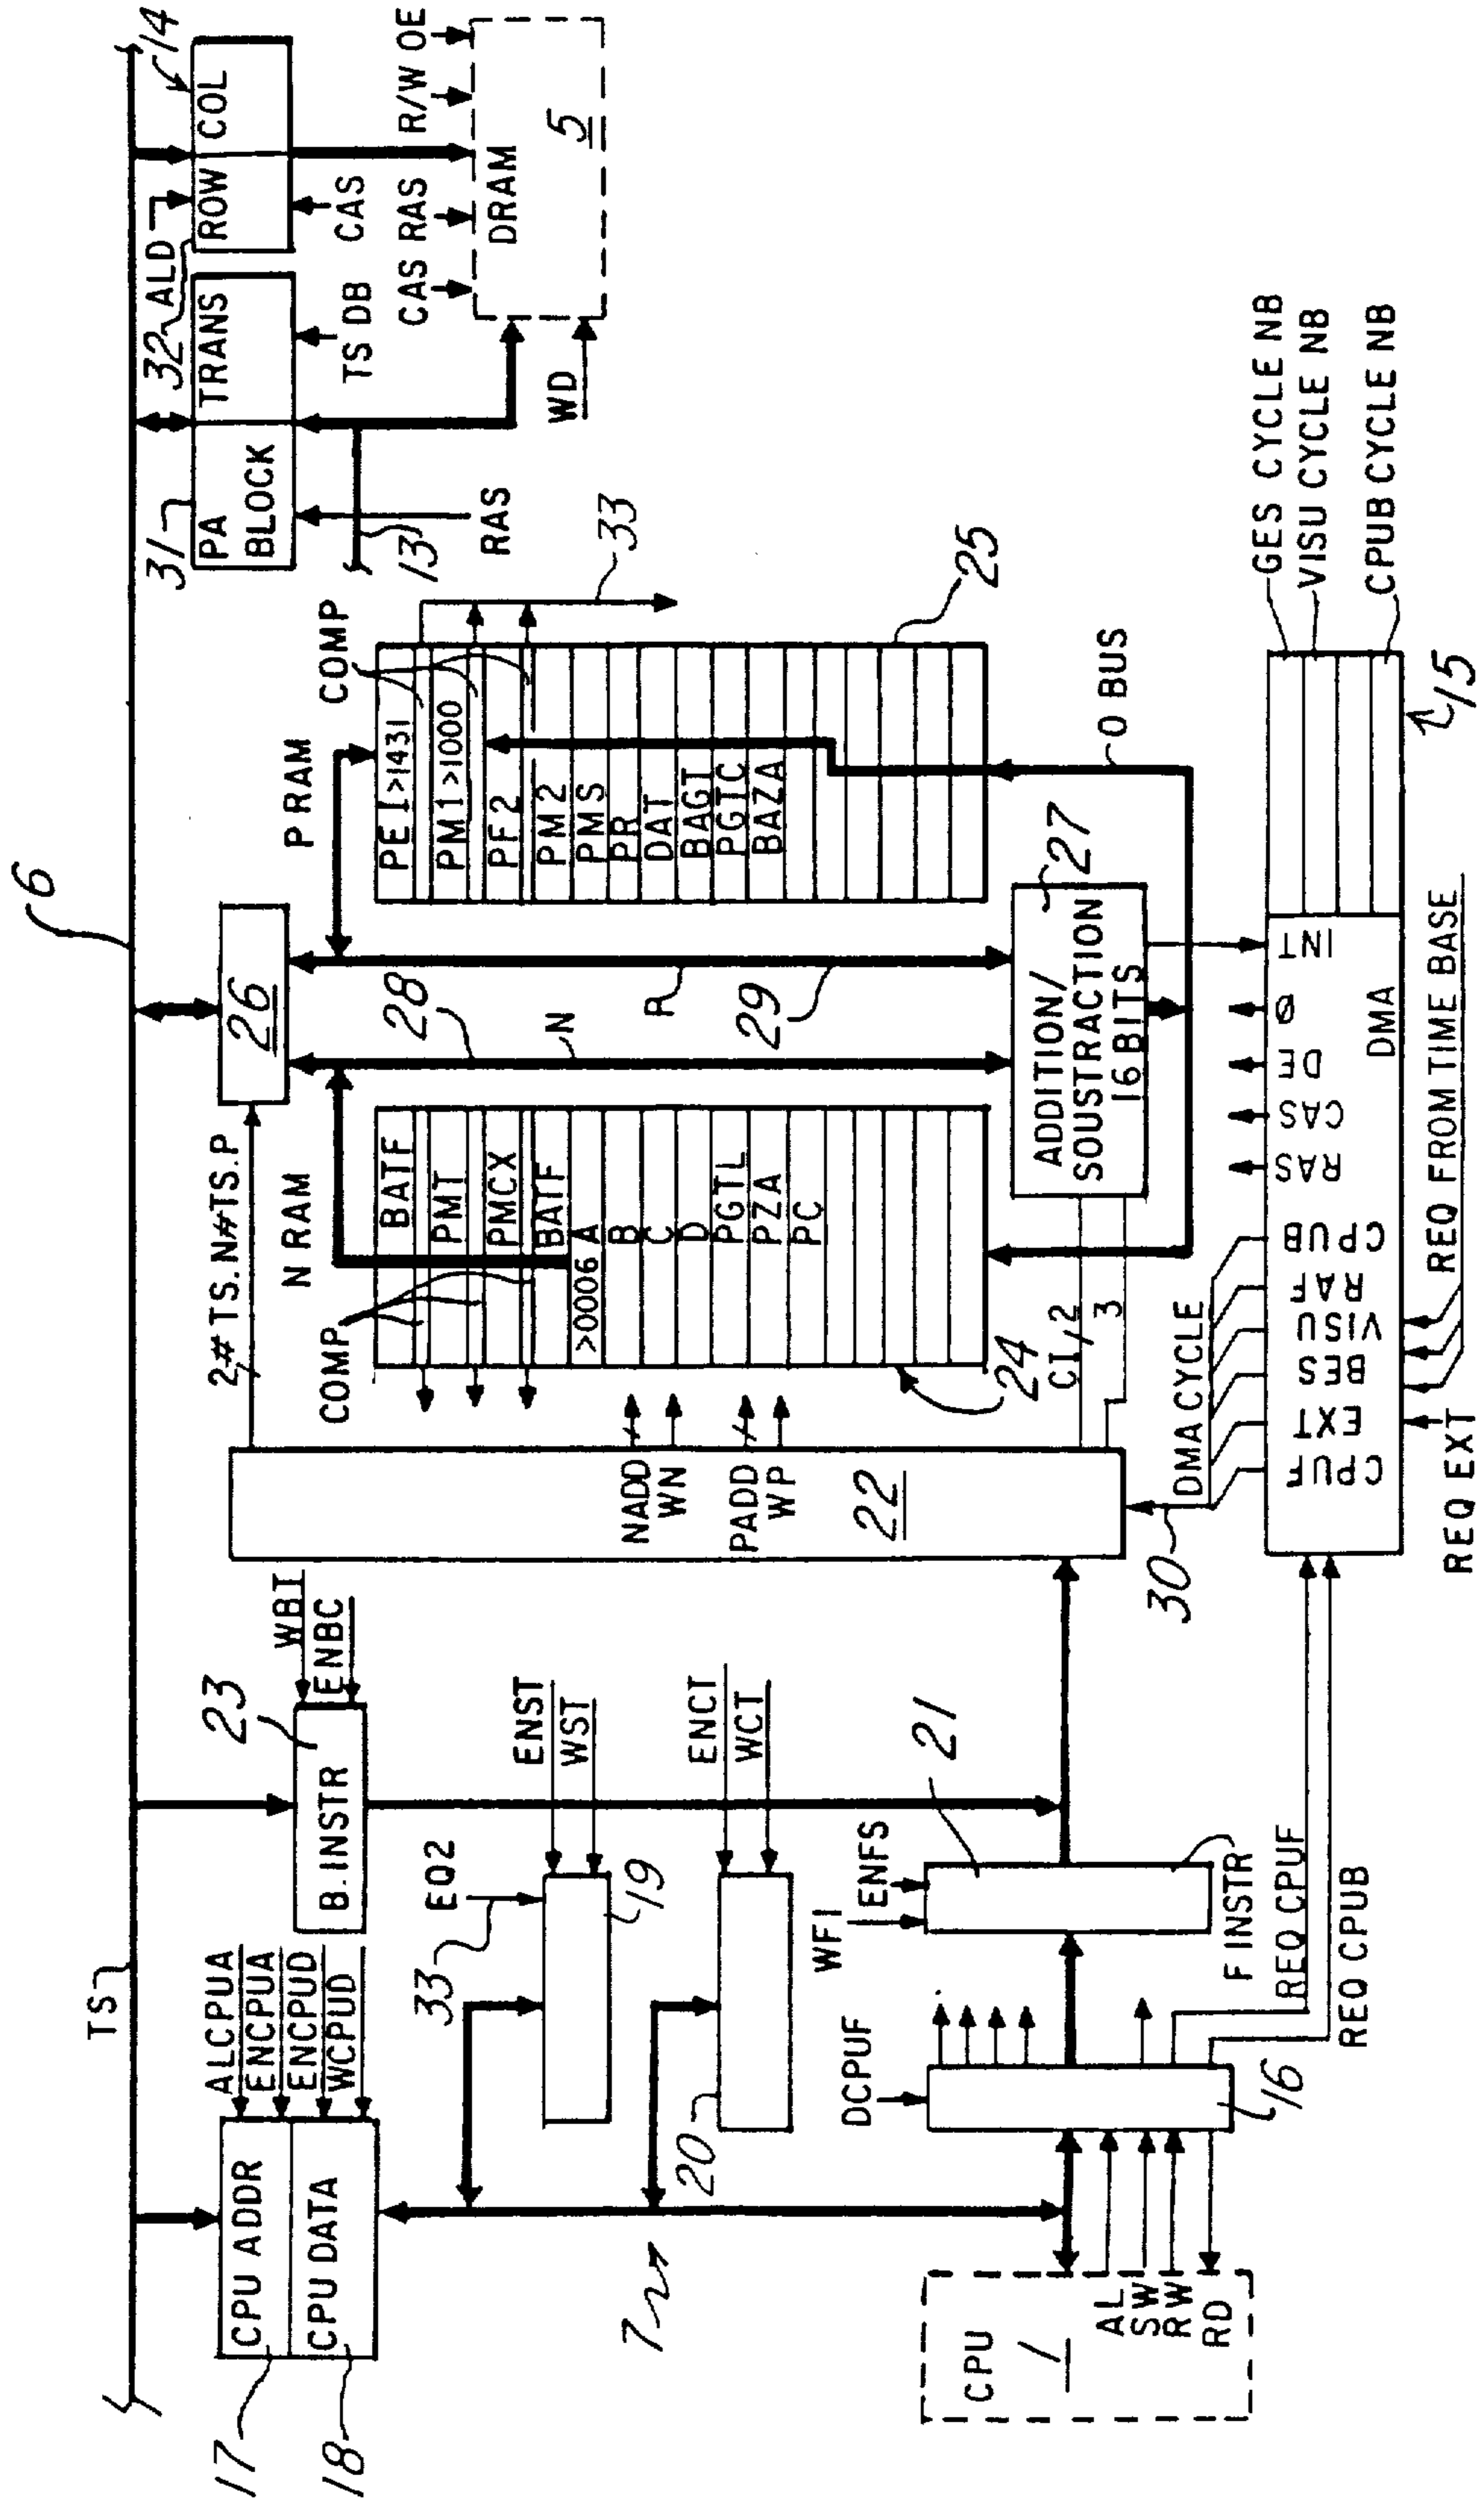 6
TS
14
32
ALD
ROW COL
CAS
31
PA BLOCK
TRANS
TS DB
13
RAS
CAS RAS R/W OE
DRAM
5
WD
26
2#TS.N#TS.P
P RAM
COMP
PE1>1431
PM1>1000
PF2
PM2
PMS
PR
DAT
BAGT
PGTC
BAZA
33
25
O BUS
28
N
R
29
N RAM
COMP
BATF
PMT
PMCX
BATF
>0006 A
B
C
D
PGTL
PZA
PC
24
ADDITION/
SOUSTRACTION
16 BITS
27
CI,2
3
22
NADD
WN
PADD
WP
30
DMA CYCLE
CPUF
EXT
BES
VISU
RAF
CPUB
RAS
CAS
DE
Φ
INT
DMA
GES CYCLE NB
VISU CYCLE NB
CPUB CYCLE NB
15
REQ FROM TIME BASE
REQ EXT
23
B.INSTR
WBI
ENBC
ENST
WST
EQ2
33
19
ENCT
WCT
20
21
WFI
ENFS
F INSTR
REQ CPUF
REQ CPUB
DCPUF
16
ALCPUA
ENCPUA
ENCPUD
WCPUD
CPU ADDR
CPU DATA
17
18
7
CPU
1
AL
SW
RW
RD